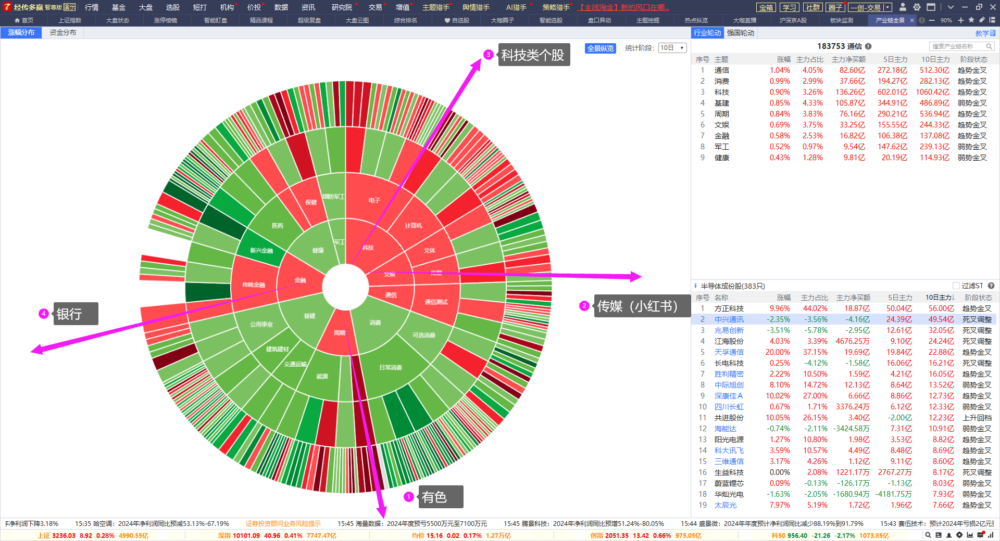 轻传多赢 智尊版 演示 行情 基金 大盘 选股 短打 机构 价投 数据 资讯 研究院 交易 增值 主题猎手 舆情猎手 AI猎手 策略猎手 【主线淘金】新的风口在哪... 宝箱 学习 社群 圈子 一创-交易
首页 上证指数 大盘状态 涨停棱镜 智能盯盘 精品课程 超级复盘 大盘云图 综合排名 自选股 大咖圈子 智能选股 盘口异动 主题挖掘 热点纵览 大咖直播 沪深京A股 板块监测 产业链全景 90%
涨幅分布 资金分布
全景纵览 统计阶段: 10日
3 科技类个股
国防军工
保健
电子
医药
计算机
军工
科技
健康
新兴金融
文体
传媒
文娱
金融
传统金融
通信
通信测试
基建
公用事业
消费
周期
可选消费
建筑建材
交通运输
日常消费
能源
2 传媒（小红书）
4 银行
1 有色
行业轮动 强国轮动 教学
183753 通信
搜索产业链名称
序号 主题 涨幅 主力占比 主力净买额 5日主力 10日主力 阶段状态
1 通信 1.04% 4.05% 82.60亿 272.18亿 512.30亿 趋势金叉
2 消费 0.99% 2.99% 37.66亿 194.27亿 282.13亿 趋势金叉
3 科技 0.90% 3.26% 136.26亿 602.01亿 1060.42亿 趋势金叉
4 基建 0.85% 4.33% 105.87亿 344.91亿 486.89亿 弱势金叉
5 周期 0.84% 3.83% 76.16亿 290.21亿 536.94亿 趋势金叉
6 文娱 0.69% 3.75% 33.25亿 155.55亿 244.33亿 趋势金叉
7 金融 0.58% 2.53% 16.82亿 106.38亿 137.08亿 弱势金叉
8 军工 0.52% 0.97% 9.54亿 147.62亿 239.13亿 弱势金叉
9 健康 0.43% 1.28% 9.81亿 20.19亿 114.93亿 弱势金叉
半导体成份股(383只) 过滤ST
序号 名称 涨幅 主力占比 主力净买额 5日主力 10日主力↓ 阶段状态
1 方正科技 9.96% 44.02% 18.87亿 50.04亿 56.00亿 趋势金叉
2 中兴通讯 -2.35% -3.56% -4.16亿 24.39亿 49.54亿 死叉调整
3 兆易创新 -3.51% -5.78% -2.95亿 12.61亿 32.05亿 死叉调整
4 江海股份 4.03% 3.39% 4676.25万 9.10亿 24.24亿 死叉调整
5 天孚通信 20.00% 37.15% 19.69亿 19.84亿 22.88亿 趋势金叉
6 长电科技 0.25% -4.12% -1.58亿 16.06亿 16.21亿 死叉调整
7 胜利精密 2.22% 10.50% 1.59亿 4.21亿 16.05亿 趋势金叉
8 中际旭创 8.10% 14.72% 12.13亿 8.64亿 13.52亿 弱势金叉
9 深康佳A 10.02% 27.00% 6.66亿 8.86亿 12.73亿 趋势金叉
10 四川长虹 0.67% 1.71% 3376.24万 6.12亿 12.33亿 弱势金叉
11 共进股份 10.05% 26.15% 3.40亿 -2.00亿 12.23亿 上升回档
12 海能达 -0.74% -2.11% -3424.58万 7.31亿 10.91亿 弱势金叉
13 阳光电源 1.27% 10.80% 1.98亿 3.53亿 8.82亿 趋势金叉
14 科大讯飞 3.59% 10.57% 4.49亿 8.48亿 8.69亿 趋势金叉
15 三维通信 3.17% 4.26% 1.12亿 9.11亿 8.60亿 趋势金叉
16 生益科技 0.00% 2.08% 1221.17万 2767.27万 8.17亿 死叉调整
17 蔚蓝锂芯 0.09% -0.13% -126.17万 -1.13亿 8.03亿 弱势金叉
18 华灿光电 -1.63% -2.05% -1680.94万 -4181.75万 7.93亿 弱势金叉
19 太辰光 7.97% 5.19% 1.72亿 1.96亿 7.66亿 趋势金叉
净利润下降3.18% 15:35 哈空调：2024年净利润同比预减53.13%-67.19% 证券投资顾问业务风险提示 15:45 海量数据：2024年度预亏5500万元至7100万元 15:45 腾景科技：2024年净利润同比预增51.24%-80.05% 15:44 盛景微：2024年年度预计净利润同比减少88.19%到91.79% 15:43 赛伍技术：预计2024年亏损2亿元至
上证 3236.03 8.92 0.28% 4990.55亿 深指 10101.09 40.96 0.41% 7747.47亿 均价 15.16 0.02 0.17% 1.27万亿 创指 2051.35 13.42 0.66% 975.05亿 科50 956.40 -21.26 -2.17% 1073.85亿